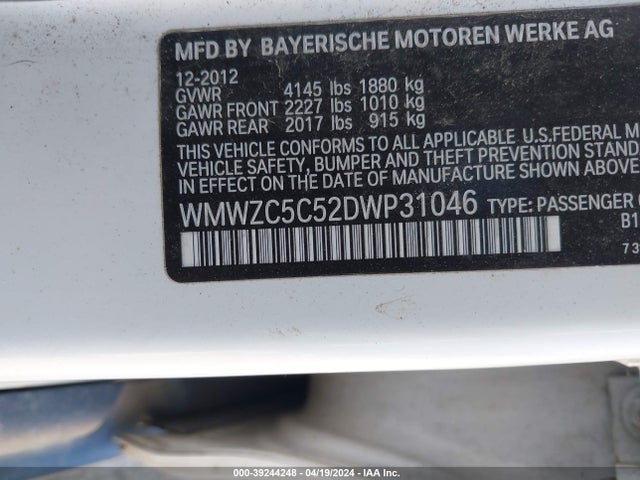 MFD BY BAYERISCHE MOTOREN WERKE AG
12-2012
GVWR 4145 lbs 1880 kg
GAWR FRONT 2227 lbs 1010 kg
GAWR REAR 2017 lbs 915 kg
THIS VEHICLE CONFORMS TO ALL APPLICABLE U.S.FEDERAL
VEHICLE SAFETY, BUMPER AND THEFT PREVENTION
IN EFFECT ON THE DATE OF MANUFACTURE SHOWN ABOVE
WMWZC5C52DWP31046 TYPE: PASSENGER
B1
73
000-39244248 - 04/19/2024 - IAA Inc.